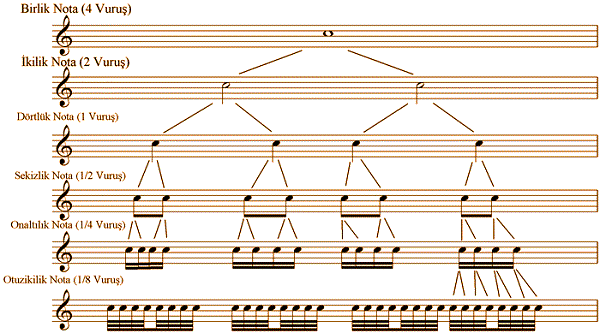 Birlik Nota (4 Vuruş)
İkilik Nota (2 Vuruş)
Dörtlük Nota (1 Vuruş)
Sekizlik Nota (1/2 Vuruş)
Onaltılık Nota (1/4 Vuruş)
Otuzikilik Nota (1/8 Vuruş)